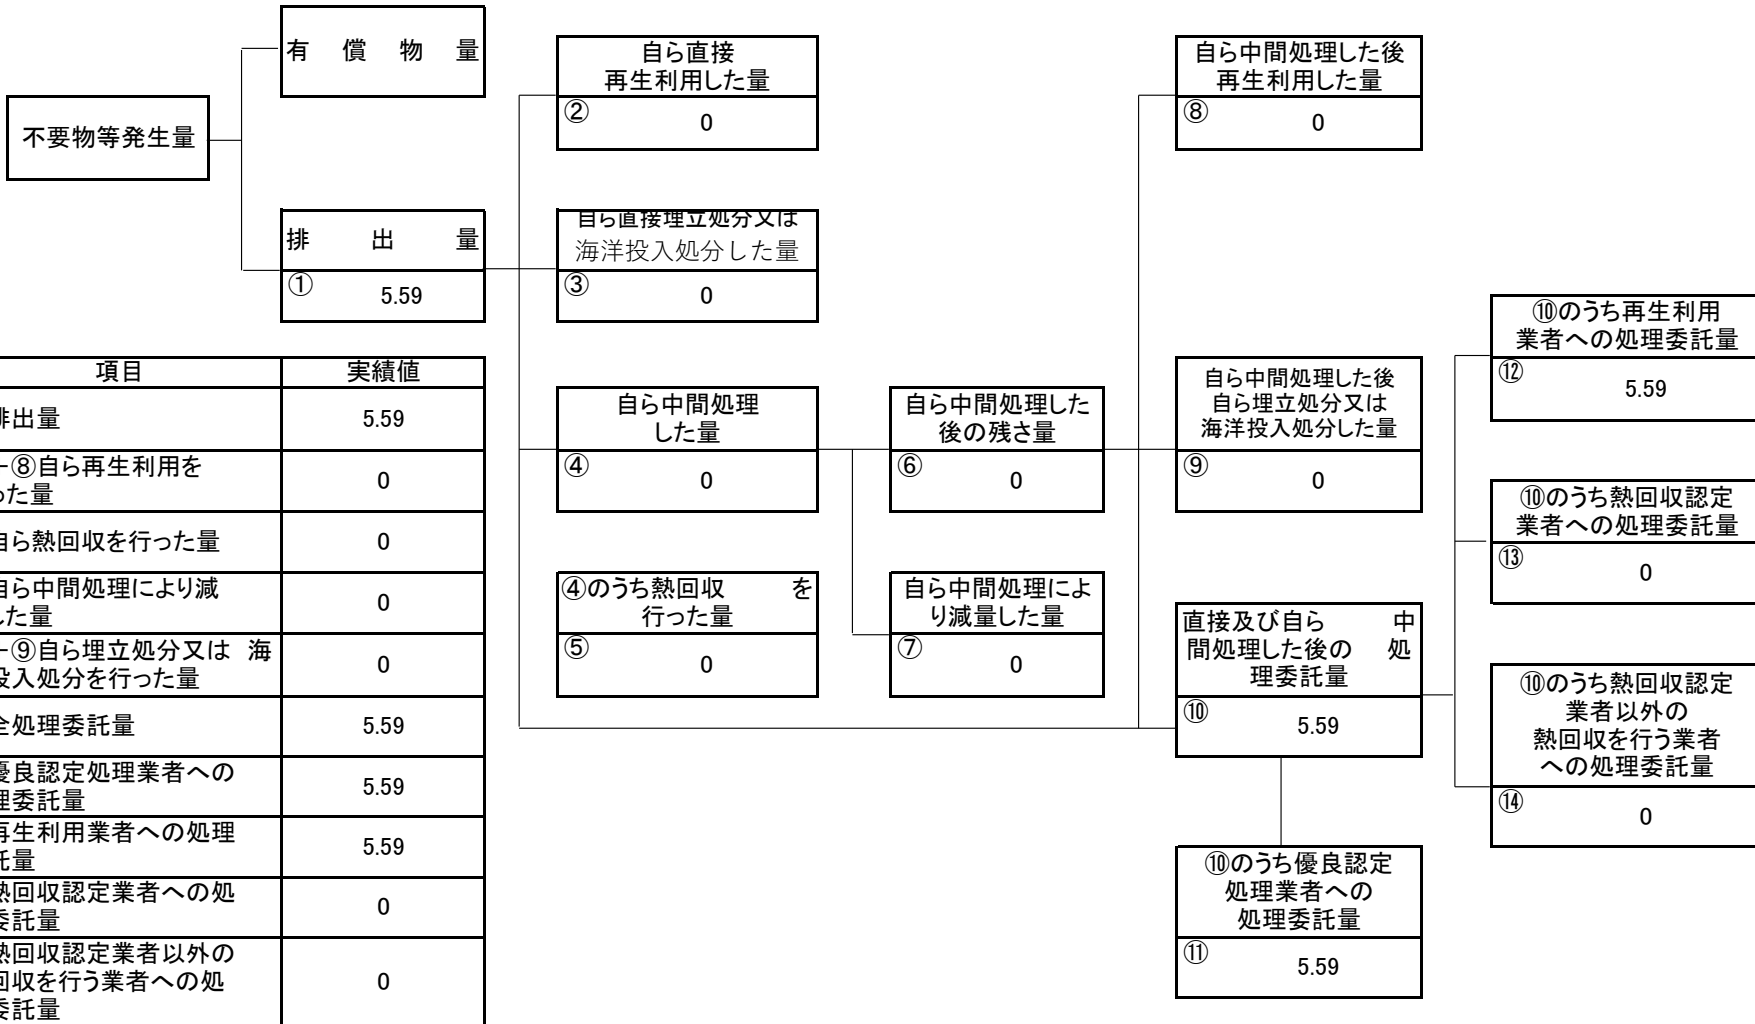 有償物量
不要物等発生量
排出量
①
5.59
自ら直接
再生利用した量
②
0
自ら直接埋立処分又は
海洋投入処分した量
③
0
自ら中間処理
した量
④
0
④のうち熱回収 を
行った量
⑤
0
自ら中間処理した
後の残さ量
⑥
0
自ら中間処理によ
り減量した量
⑦
0
自ら中間処理した後
再生利用した量
⑧
0
自ら中間処理した後
自ら埋立処分又は
海洋投入処分した量
⑨
0
直接及び自ら 中
間処理した後の 処
理委託量
⑩
5.59
⑩のうち優良認定
処理業者への
処理委託量
⑪
5.59
⑩のうち再生利用
業者への処理委託量
⑫
5.59
⑩のうち熱回収認定
業者への処理委託量
⑬
0
⑩のうち熱回収認定
業者以外の
熱回収を行う業者
への処理委託量
⑭
0
項目 実績値
排出量 5.59
⑧自ら再生利用を
った量
0
自ら熱回収を行った量 0
自ら中間処理により減
した量
0
⑨自ら埋立処分又は 海
投入処分を行った量
0
全処理委託量 5.59
優良認定処理業者への
理委託量
5.59
再生利用業者への処理
託量
5.59
熱回収認定業者への処
委託量
0
熱回収認定業者以外の
回収を行う業者への処
委託量
0